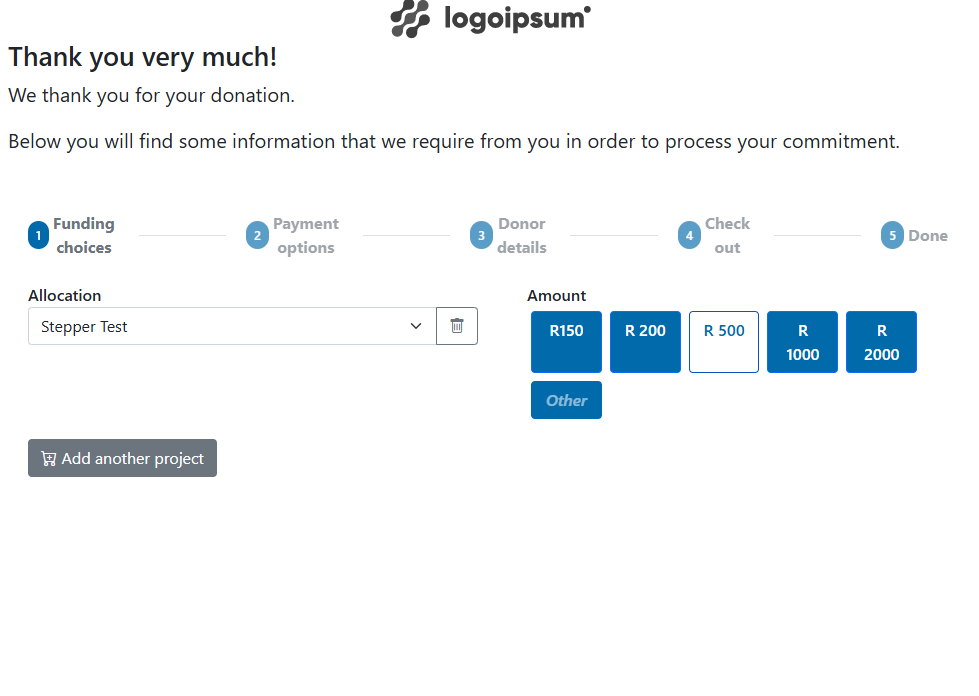 logoipsum
Thank you very much!
We thank you for your donation.
Below you will find some information that we require from you in order to process your commitment.
1 Funding
choices
2 Payment
options
3 Donor
details
4 Check
out
5 Done
Allocation
Stepper Test
Amount
R150
R 200
R 500
R
1000
R
2000
Other
Add another project